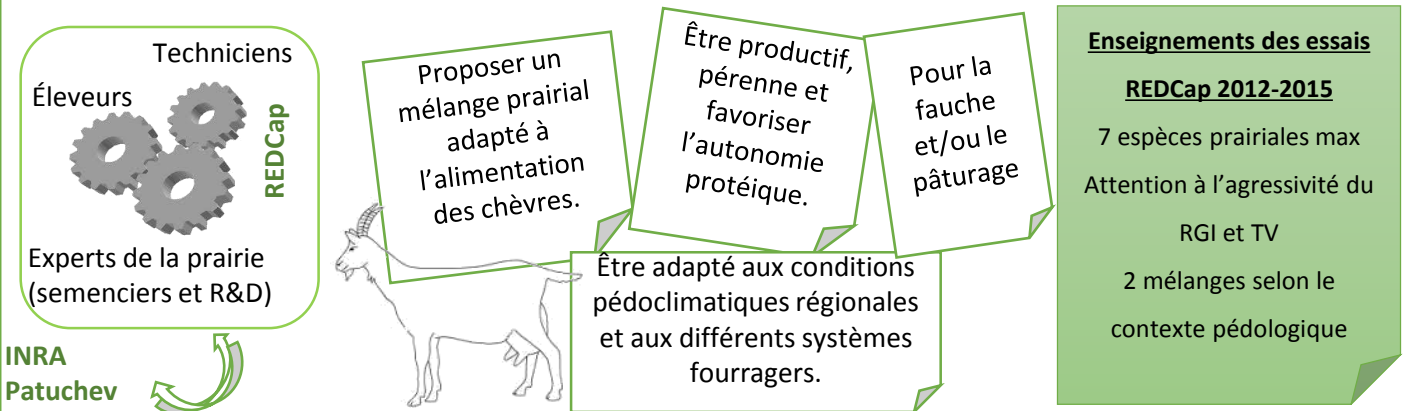 Techniciens
Éleveurs
REDCap
Experts de la prairie
(semenciers et R&D)
INRA
Patuchev
Proposer un
mélange prairial
adapté à
l'alimentation
des chèvres.
Être productif,
pérenne et
favoriser
l'autonomie
protéique.
Pour la
fauche
et/ou le
pâturage
Être adapté aux conditions
pédoclimatiques régionales
et aux différents systèmes
fourragers.
Enseignements des essais
REDCap 2012-2015
7 espèces prairiales max
Attention à l'agressivité du
RGI et TV
2 mélanges selon le
contexte pédologique